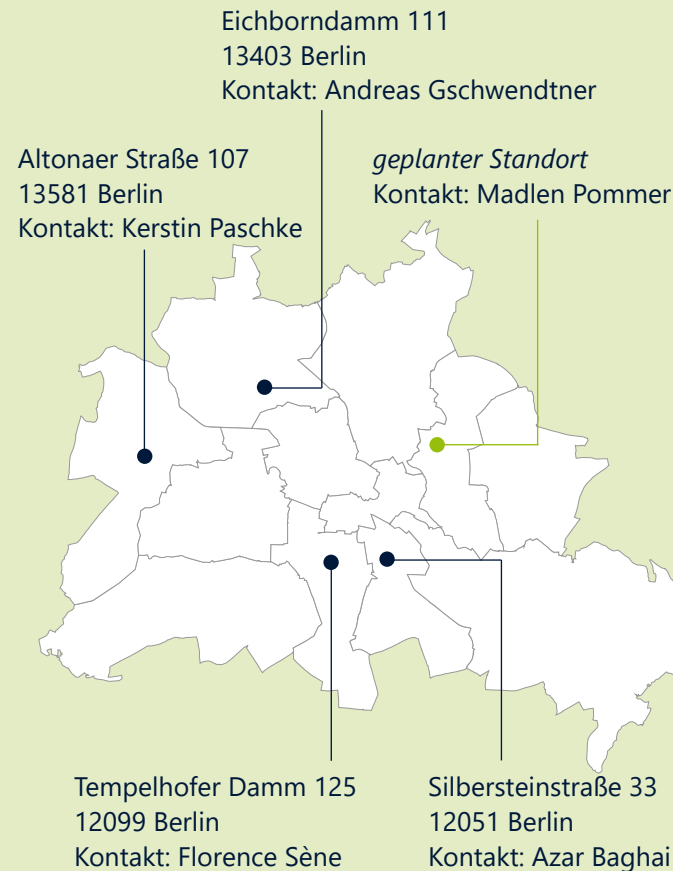 Eichborndamm 111
13403 Berlin
Kontakt: Andreas Gschwendtner
Altonaer Straße 107
13581 Berlin
Kontakt: Kerstin Paschke
geplanter Standort
Kontakt: Madlen Pommer
Tempelhofer Damm 125
12099 Berlin
Kontakt: Florence Sène
Silbersteinstraße 33
12051 Berlin
Kontakt: Azar Baghai